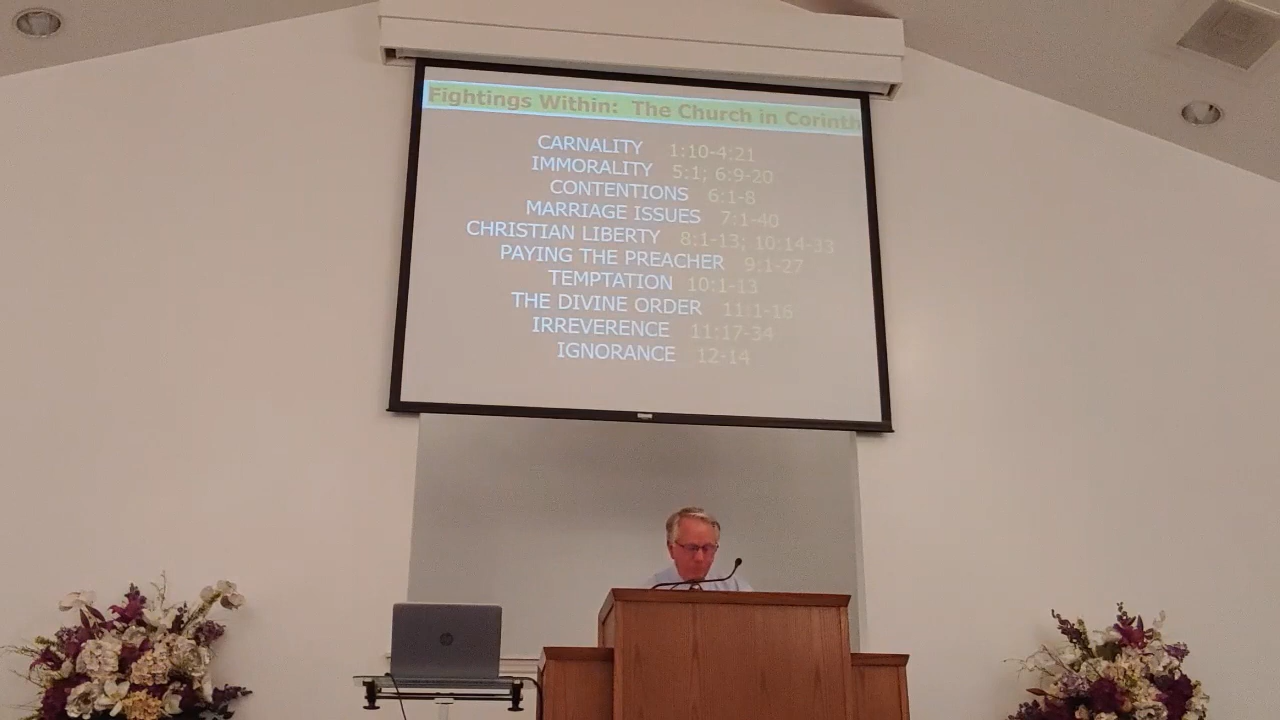 Fightings Within: The Church in Corinth
CARNALITY 1:10-4:21
IMMORALITY 5:1; 6:9-20
CONTENTIONS 6:1-8
MARRIAGE ISSUES 7:1-40
CHRISTIAN LIBERTY 8:1-13; 10:14-33
PAYING THE PREACHER 9:1-27
TEMPTATION 10:1-13
THE DIVINE ORDER 11:1-16
IRREVERENCE 11:17-34
IGNORANCE 12-14
hp